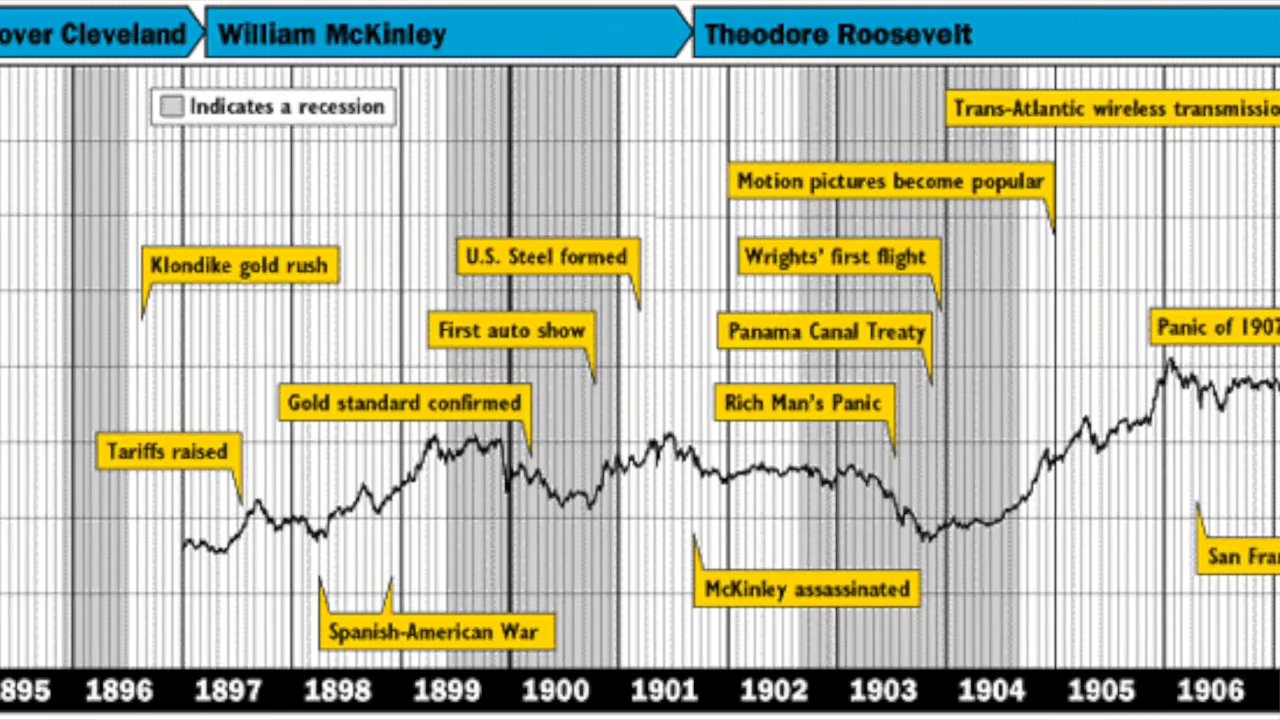 over Cleveland
William McKinley
Theodore Roosevelt
Indicates a recession
Trans-Atlantic wireless transmissio
Motion pictures become popular
Klondike gold rush
U.S. Steel formed
Wrights' first flight
First auto show
Panama Canal Treaty
Panic of 1907
Gold standard confirmed
Rich Man's Panic
Tariffs raised
San Fra
McKinley assassinated
Spanish-American War
895 1896 1897 1898 1899 1900 1901 1902 1903 1904 1905 1906